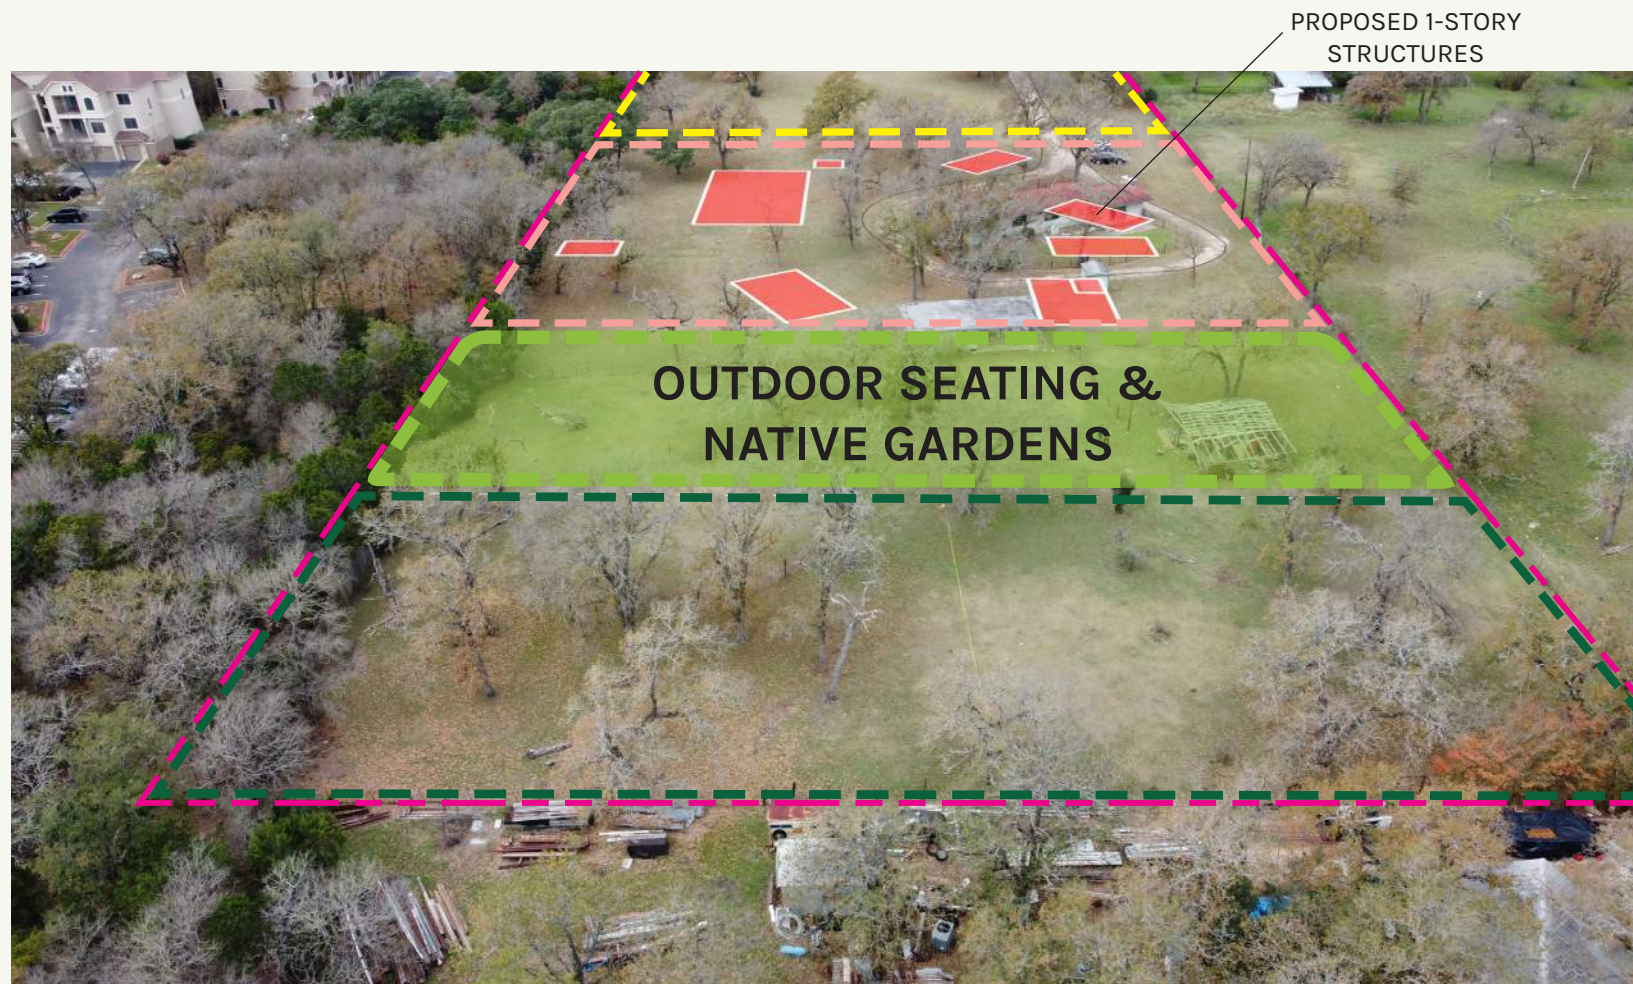 PROPOSED 1-STORY
STRUCTURES
OUTDOOR SEATING &
NATIVE GARDENS